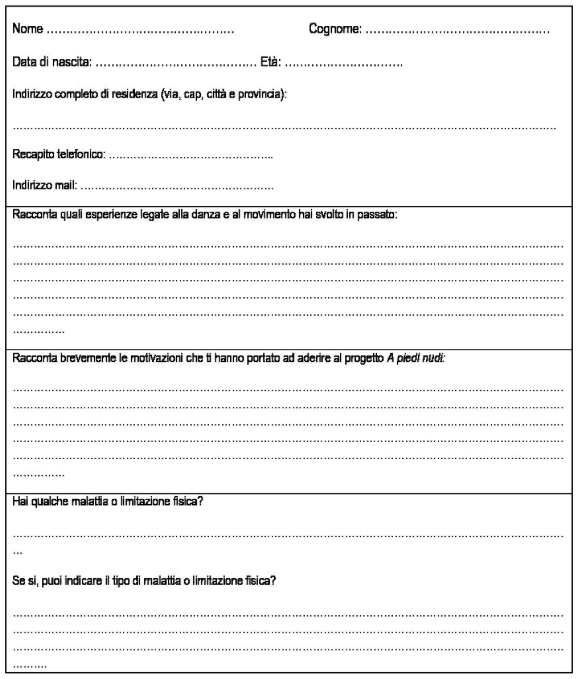 Nome ............................................. Cognome: .............................................
Data di nascita: ....................................... Età: ..............................
Indirizzo completo di residenza (via, cap, città e provincia):
....................................................................................................................................
Recapito telefonico: .............................................
Indirizzo mail: ..................................................
Racconta quali esperienze legate alla danza e al movimento hai svolto in passato:
....................................................................................................................................
....................................................................................................................................
....................................................................................................................................
....................................................................................................................................
....................................................................................................................................
...............
Racconta brevemente le motivazioni che ti hanno portato ad aderire al progetto A piedi nudi:
....................................................................................................................................
....................................................................................................................................
....................................................................................................................................
....................................................................................................................................
....................................................................................................................................
...............
Hai qualche malattia o limitazione fisica?
....................................................................................................................................
...
Se si, puoi indicare il tipo di malattia o limitazione fisica?
....................................................................................................................................
....................................................................................................................................
....................................................................................................................................
..........